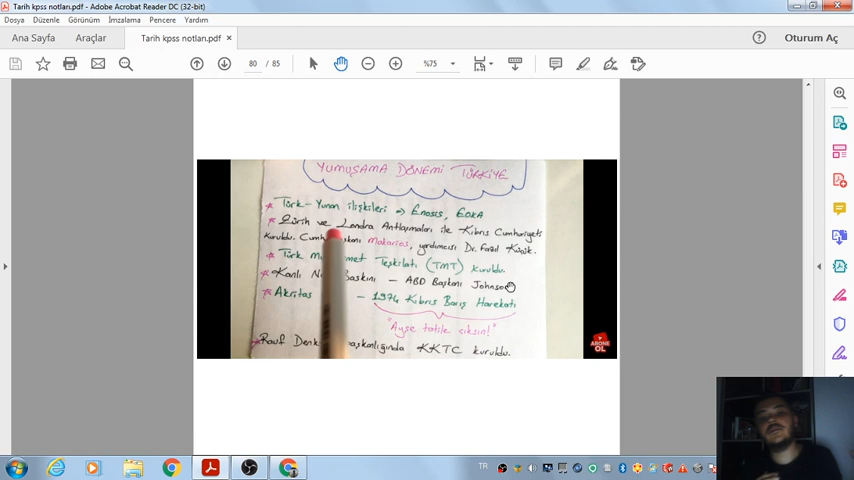 Tarih kpss notları.pdf - Adobe Acrobat Reader DC (32-bit)
Dosya Düzenle Görünüm İmzalama Pencere Yardım
Ana Sayfa Araçlar Tarih kpss notları.pdf × Oturum Aç
80 / 85 %75
YUMUŞAMA DÖNEMİ TÜRKİYE
* Türk-Yunan ilişkileri → Enosis, EOKA
* Zürih ve Londra Antlaşmaları ile Kıbrıs Cumhuriyeti
kuruldu. Makarios, yardımcısı Dr. Fazıl Küçük.
* Türk Teşkilatı (TMT) kuruldu.
* Kanlı Baskını - ABD Başkanı Johnso
* Akritas - 1974 Kıbrıs Barış Harekatı
"Ayşe tatile çıksın!"
* Rauf KKTC kuruldu.
ABONE
OL
TR